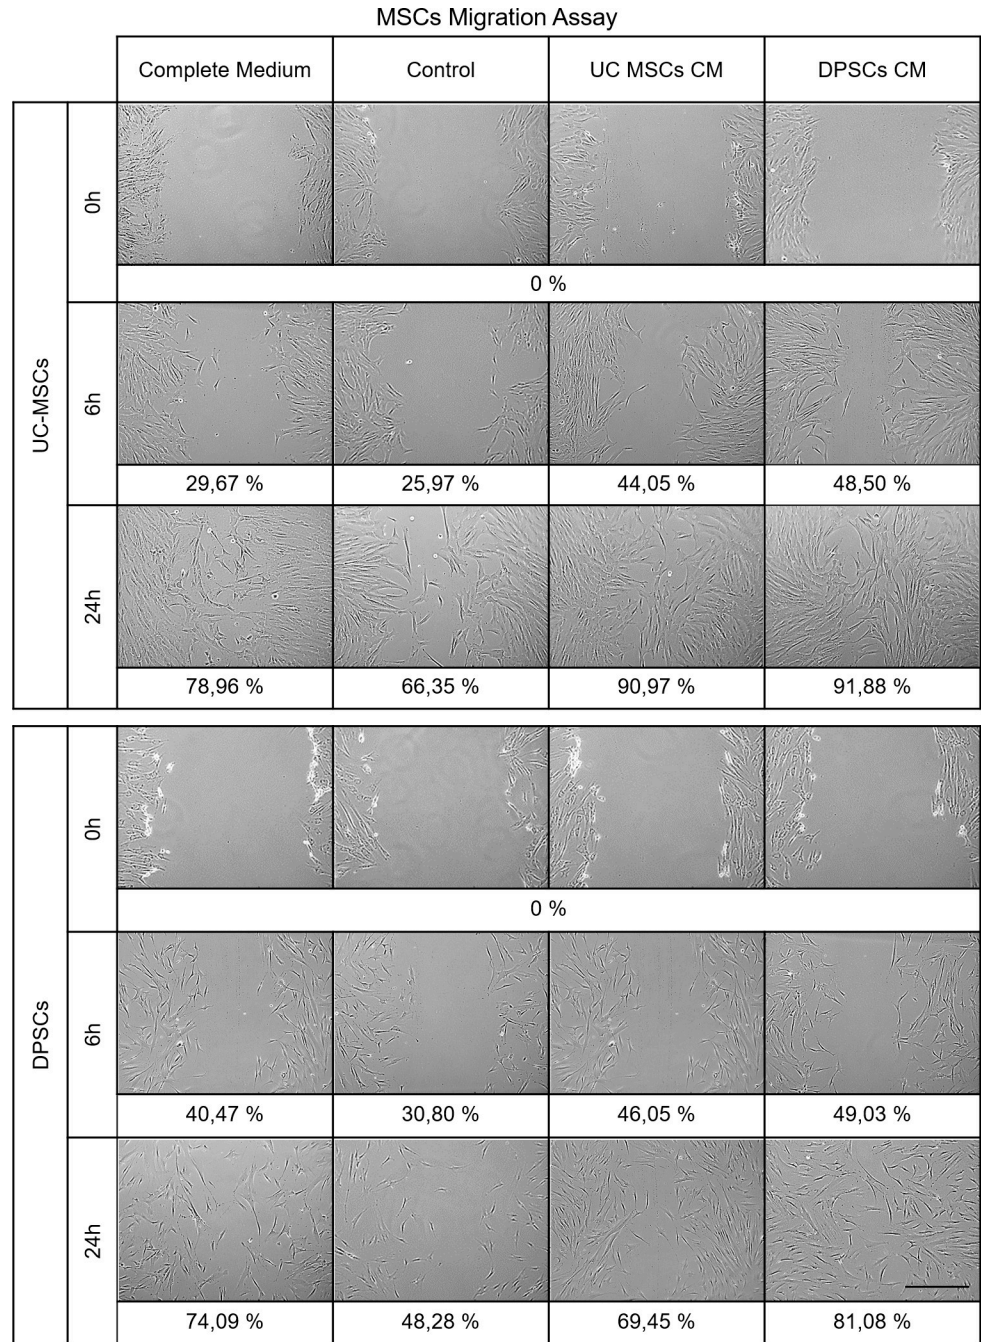 MSCs Migration Assay
Complete Medium Control UC MSCs CM DPSCs CM
UC-MSCs
0h
0 %
6h
29,67 % 25,97 % 44,05 % 48,50 %
24h
78,96 % 66,35 % 90,97 % 91,88 %
DPSCs
0h
0 %
6h
40,47 % 30,80 % 46,05 % 49,03 %
24h
74,09 % 48,28 % 69,45 % 81,08 %